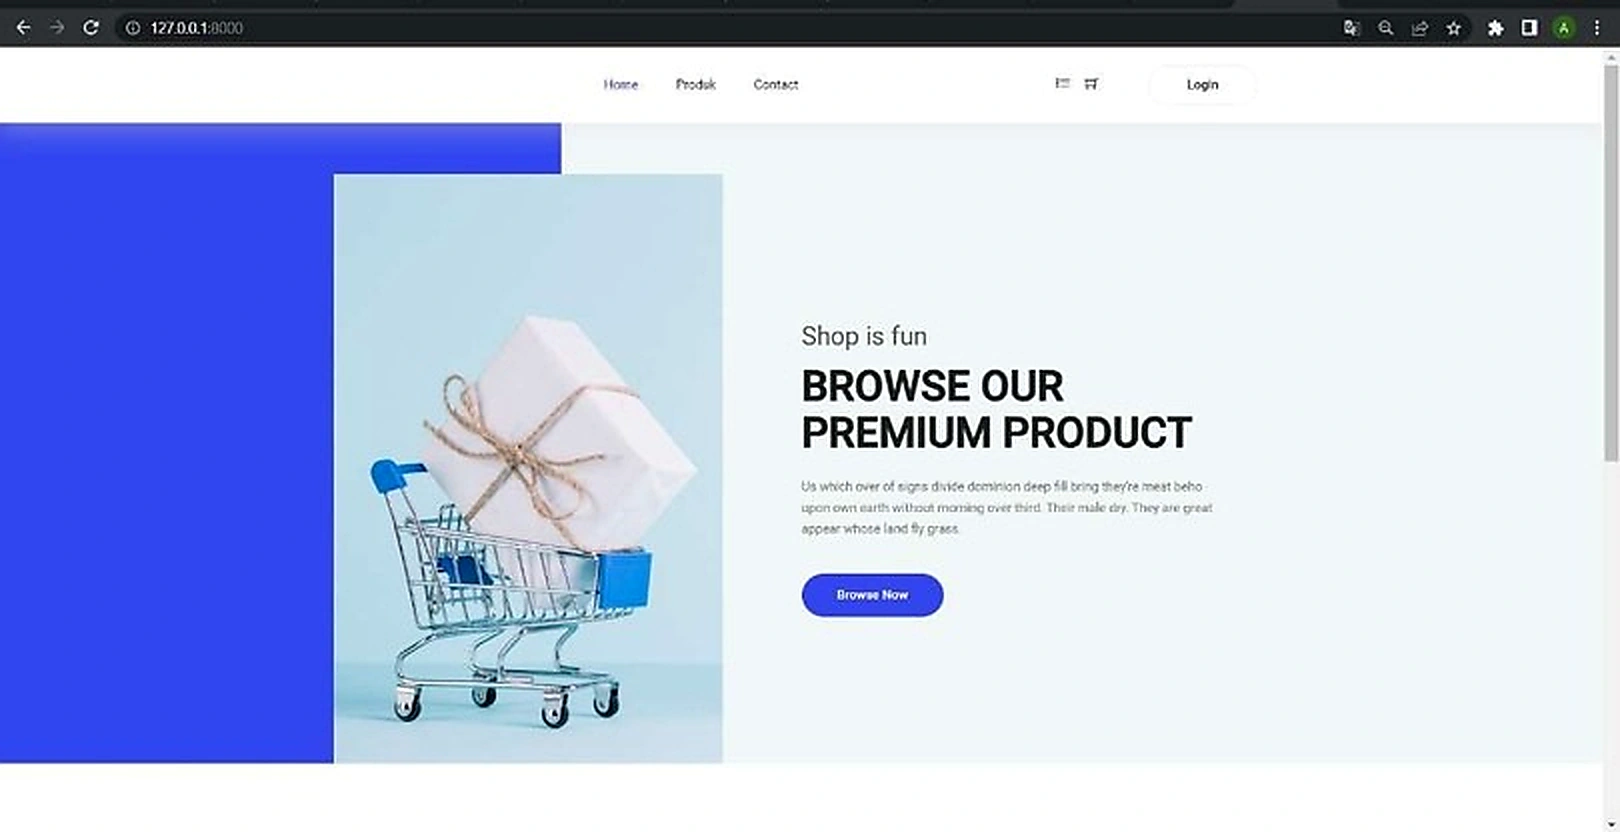 127.0.0.1:8000
A
Home Produk Contact Login
Shop is fun
BROWSE OUR
PREMIUM PRODUCT
Us which over of signs divide dominion deep fill bring they're meat beho
upon own earth without morning over third. Their male dry. They are great
appear whose land fly grass.
Browse Now